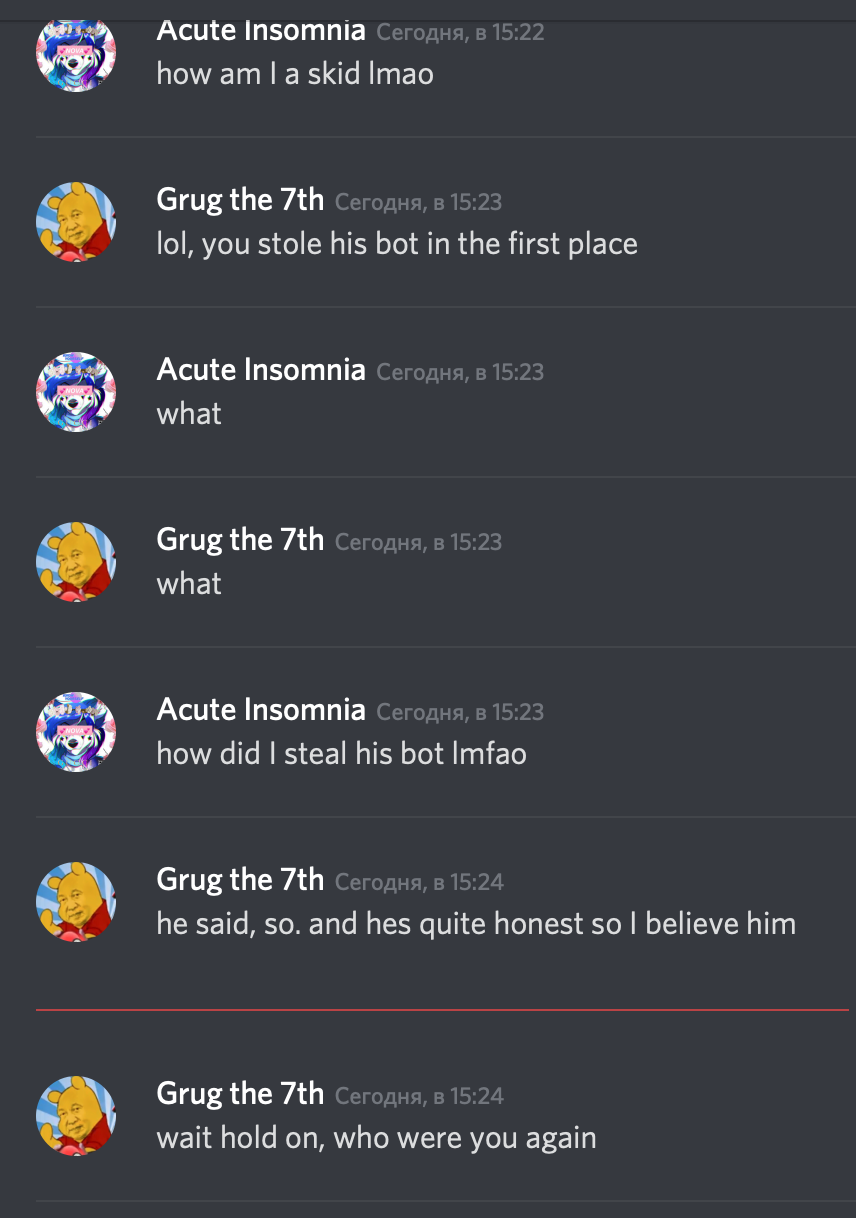 Acute Insomnia Сегодня, в 15:22
how am I a skid lmao
Grug the 7th Сегодня, в 15:23
lol, you stole his bot in the first place
Acute Insomnia Сегодня, в 15:23
NOVA
what
Grug the 7th Сегодня, в 15:23
what
Acute Insomnia Сегодня, в 15:23
NOVA
how did I steal his bot lmfao
Grug the 7th Сегодня, в 15:24
he said, so. and hes quite honest so I believe him
Grug the 7th Сегодня, в 15:24
wait hold on, who were you again